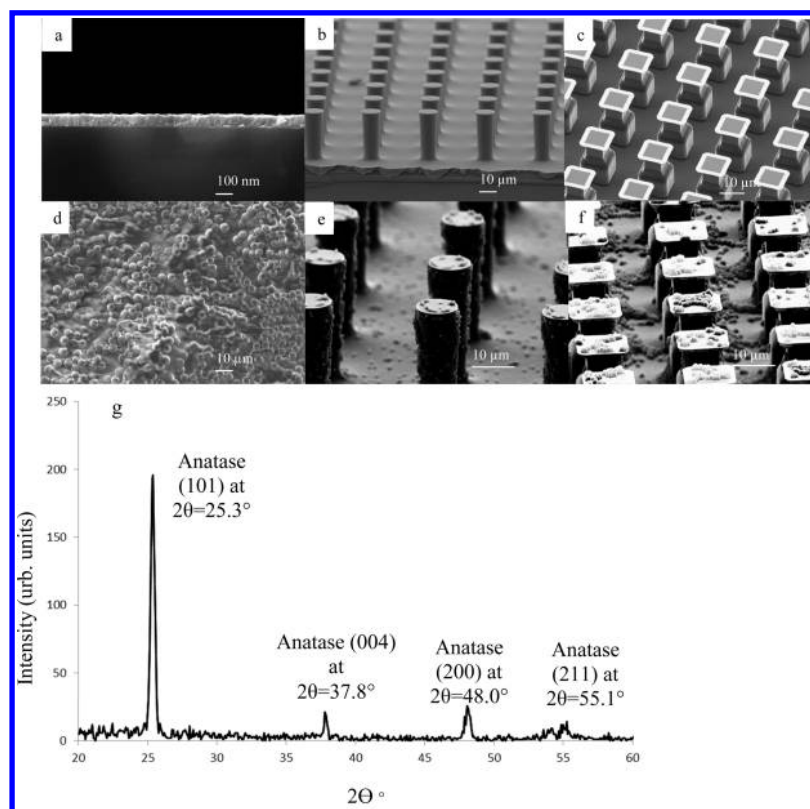 a
b
c
100 nm
10 µm
10 µm
d
e
f
10 µm
10 µm
10 µm
g
250
200
150
100
50
0
Intensity (urb. units)
Anatase
(101) at
2θ=25.3°
Anatase (004)
at
2θ=37.8°
Anatase
(200) at
2θ=48.0°
Anatase
(211) at
2θ=55.1°
20 25 30 35 40 45 50 55 60
2Θ °